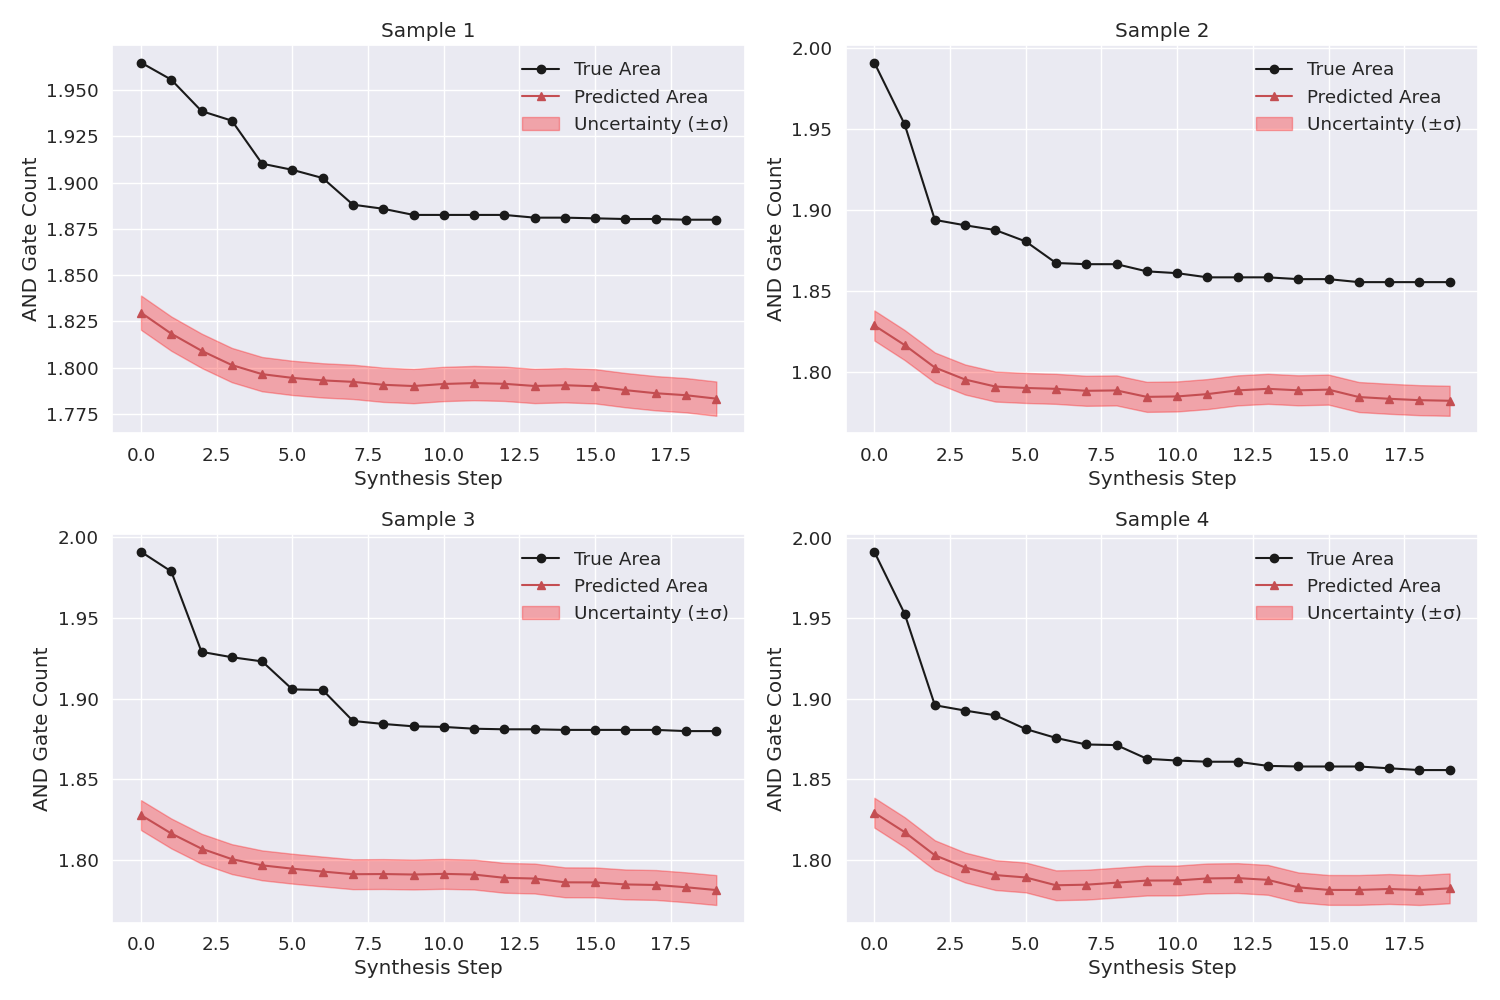 Sample 1
AND Gate Count
1.950
1.925
1.900
1.875
1.850
1.825
1.800
1.775
True Area
Predicted Area
Uncertainty (±σ)
0.0 2.5 5.0 7.5 10.0 12.5 15.0 17.5
Synthesis Step
Sample 2
AND Gate Count
2.00
1.95
1.90
1.85
1.80
True Area
Predicted Area
Uncertainty (±σ)
0.0 2.5 5.0 7.5 10.0 12.5 15.0 17.5
Synthesis Step
Sample 3
AND Gate Count
2.00
1.95
1.90
1.85
1.80
True Area
Predicted Area
Uncertainty (±σ)
0.0 2.5 5.0 7.5 10.0 12.5 15.0 17.5
Synthesis Step
Sample 4
AND Gate Count
2.00
1.95
1.90
1.85
1.80
True Area
Predicted Area
Uncertainty (±σ)
0.0 2.5 5.0 7.5 10.0 12.5 15.0 17.5
Synthesis Step